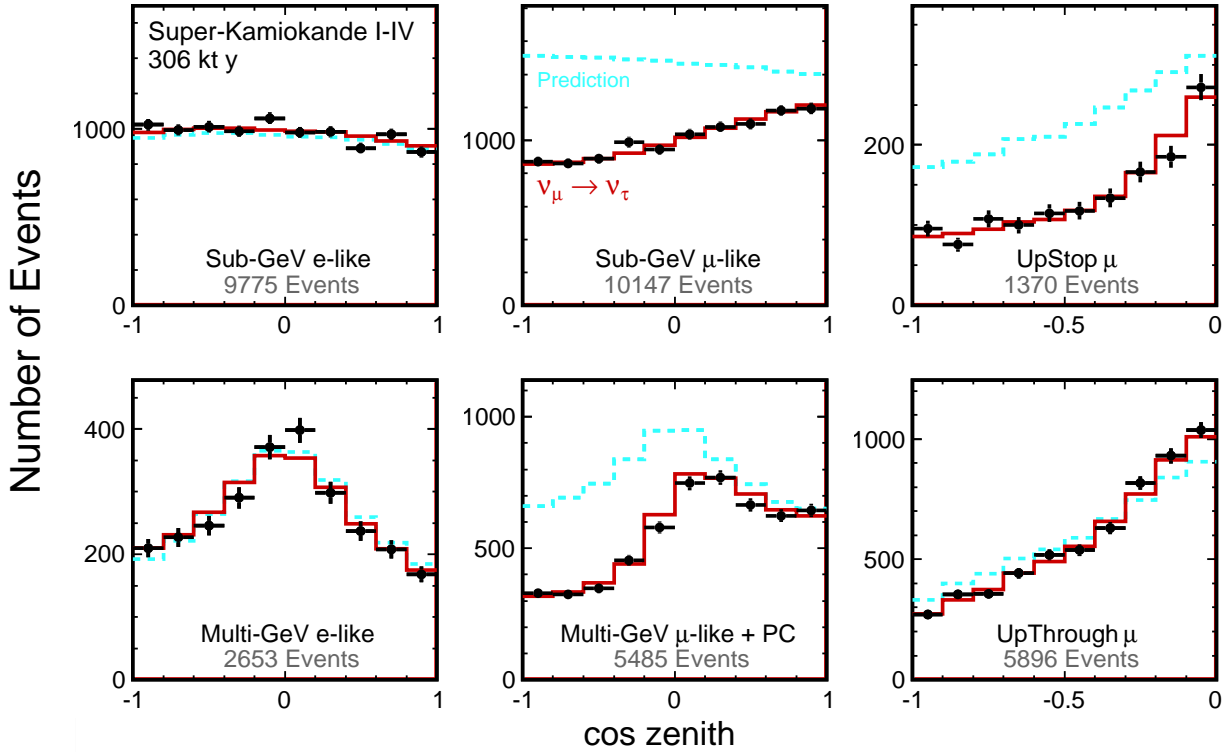 Number of Events
Super-Kamiokande I-IV
306 kt y
1000
0
Sub-GeV e-like
9775 Events
-1
0
1
Prediction
1000
0
νμ → ντ
Sub-GeV μ-like
10147 Events
-1
0
1
200
0
UpStop μ
1370 Events
-1
-0.5
0
400
200
0
Multi-GeV e-like
2653 Events
-1
0
1
1000
500
0
Multi-GeV μ-like + PC
5485 Events
-1
0
1
1000
500
0
UpThrough μ
5896 Events
-1
-0.5
0
cos zenith